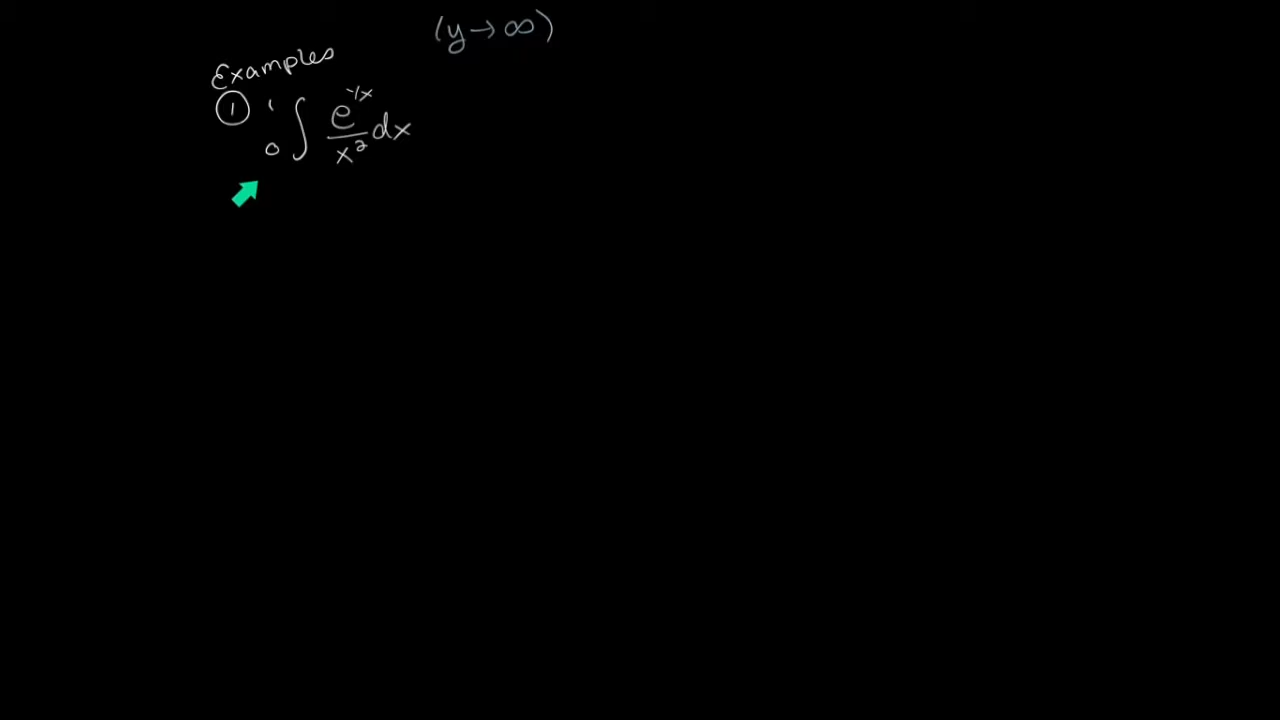 (y→∞)
Examples
① ₀¹∫ e^{-1/x}/x² dx